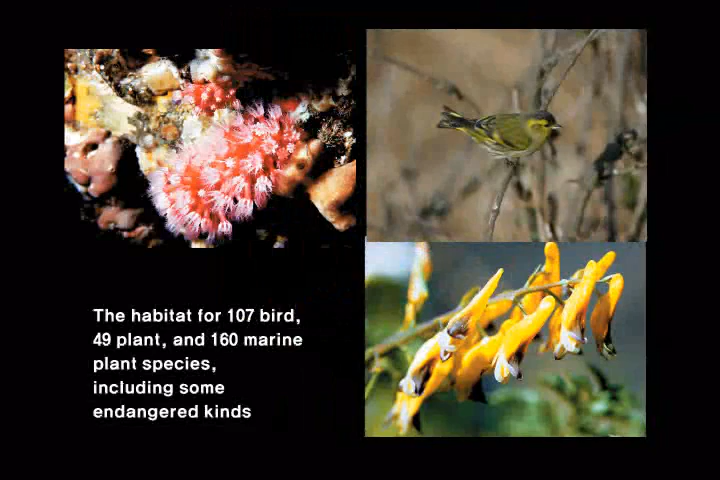 The habitat for 107 bird,
49 plant, and 160 marine
plant species,
including some
endangered kinds